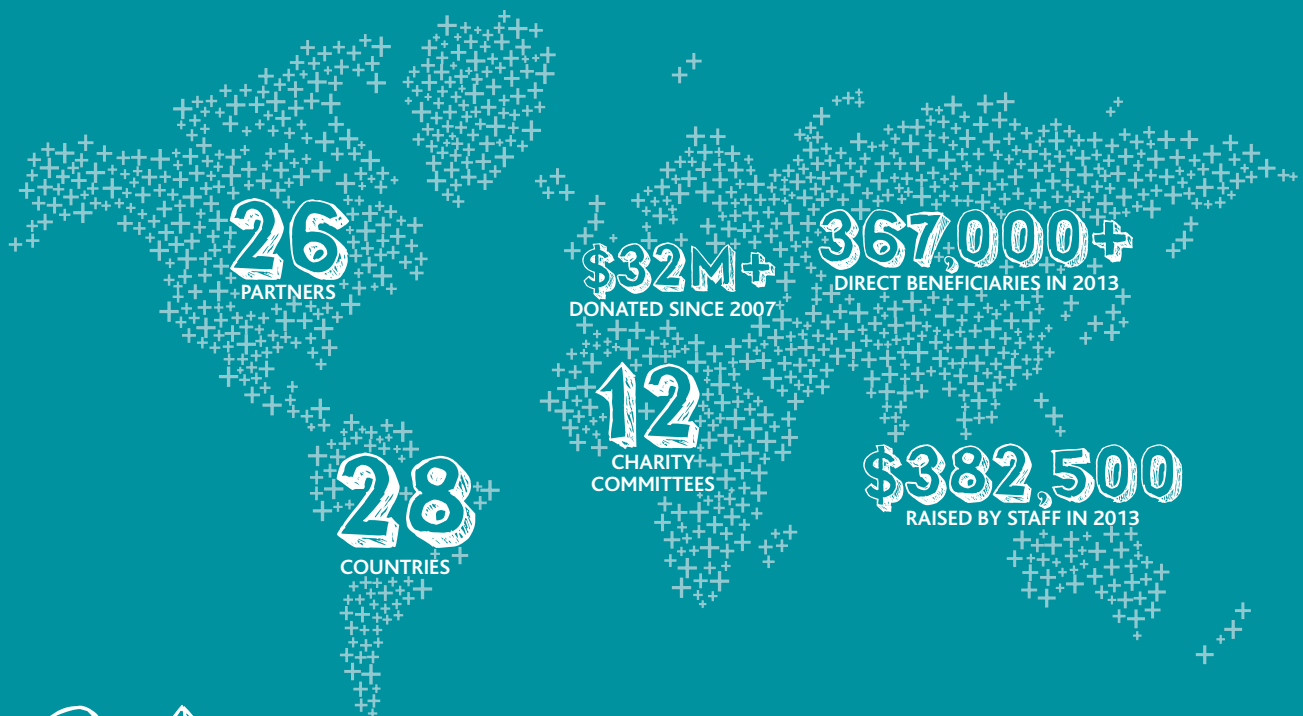 26
PARTNERS
$32M+
DONATED SINCE 2007
367,000+
DIRECT BENEFICIARIES IN 2013
12
CHARITY
COMMITTEES
28
COUNTRIES
$382,500
RAISED BY STAFF IN 2013